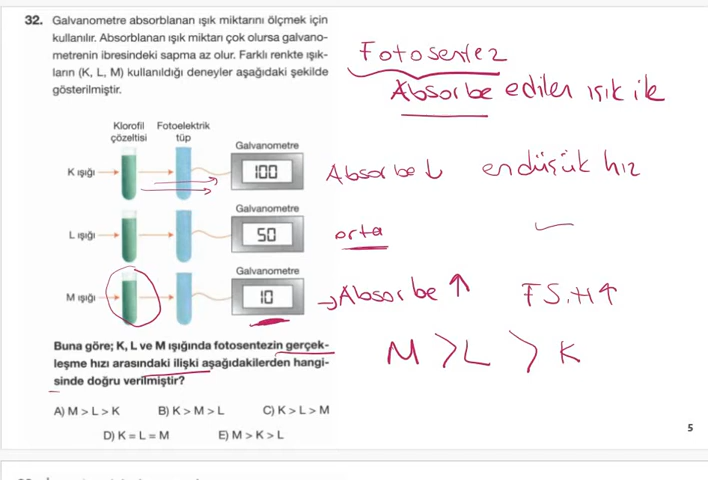 32. Galvanometre absorblanan ışık miktarını ölçmek için
kullanılır. Absorblanan ışık miktarı çok olursa galvano-
metrenin ibresindeki sapma az olur. Farklı renkte ışık-
ların (K, L, M) kullanıldığı deneyler aşağıdaki şekilde
gösterilmiştir.
Fotosentez
Absorbe edilen ışık ile
Klorofil Fotoelektrik
çözeltisi tüp
Galvanometre
K ışığı
100
Absorbe ↓ en düşük hız
Galvanometre
L ışığı
50
orta
Galvanometre
M ışığı
10
→Absorbe ↑ FS.H↑
Buna göre; K, L ve M ışığında fotosentezin gerçek-
leşme hızı arasındaki ilişki aşağıdakilerden hangi-
sinde doğru verilmiştir?
M > L > K
A) M > L > K B) K > M > L C) K > L > M
D) K = L = M E) M > K > L
5